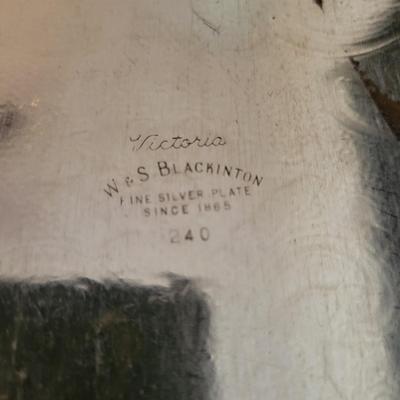 Victoria
W & S BLACKINTON
FINE SILVER PLATE
SINCE 1865
240